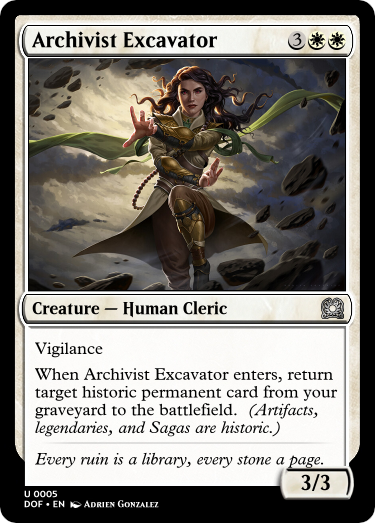 Archivist Excavator 3
Creature — Human Cleric
Vigilance
When Archivist Excavator enters, return
target historic permanent card from your
graveyard to the battlefield. (Artifacts,
legendaries, and Sagas are historic.)
Every ruin is a library, every stone a page.
3/3
U 0005
DOF • EN Adrien Gonzalez